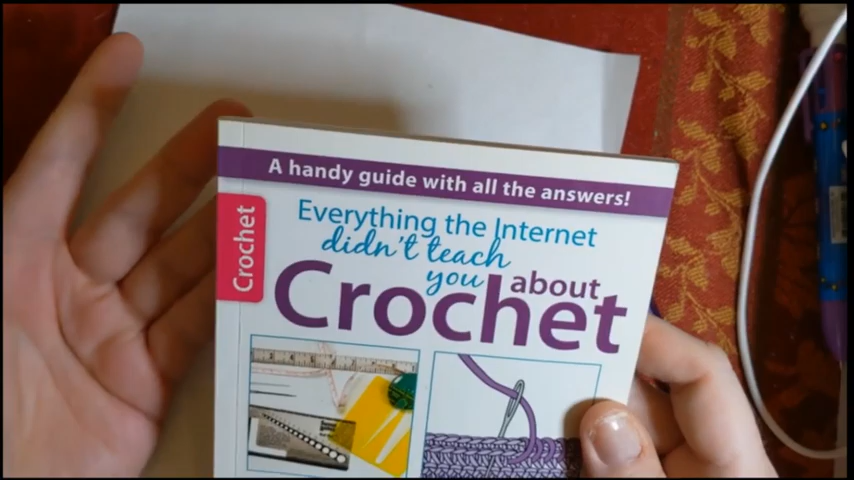 A handy guide with all the answers!
Crochet
Everything the Internet
didn't teach
you about
Crochet